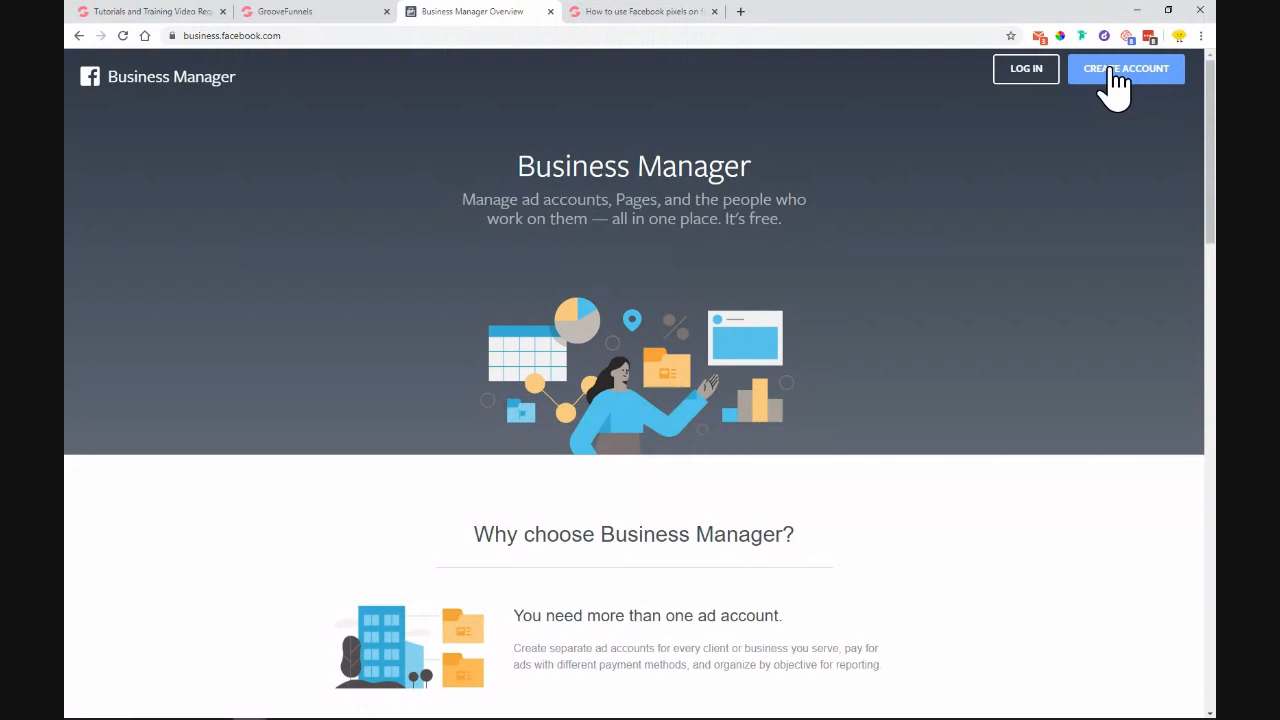 Tutorials and Training Video Req
GrooveFunnels
Business Manager Overview
How to use Facebook pixels on f
business.facebook.com
3
8
8
Business Manager
LOG IN
CREATE ACCOUNT
Business Manager
Manage ad accounts, Pages, and the people who
work on them — all in one place. It's free.
Why choose Business Manager?
You need more than one ad account.
Create separate ad accounts for every client or business you serve, pay for
ads with different payment methods, and organize by objective for reporting.